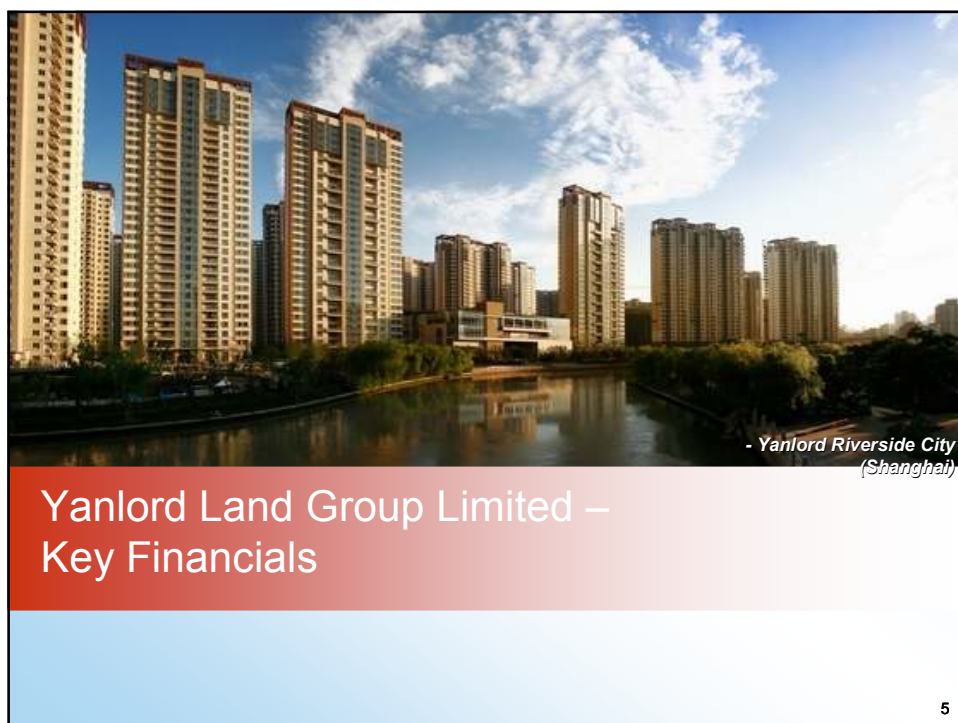 - Yanlord Riverside City
(Shanghai)
Yanlord Land Group Limited –
Key Financials
5